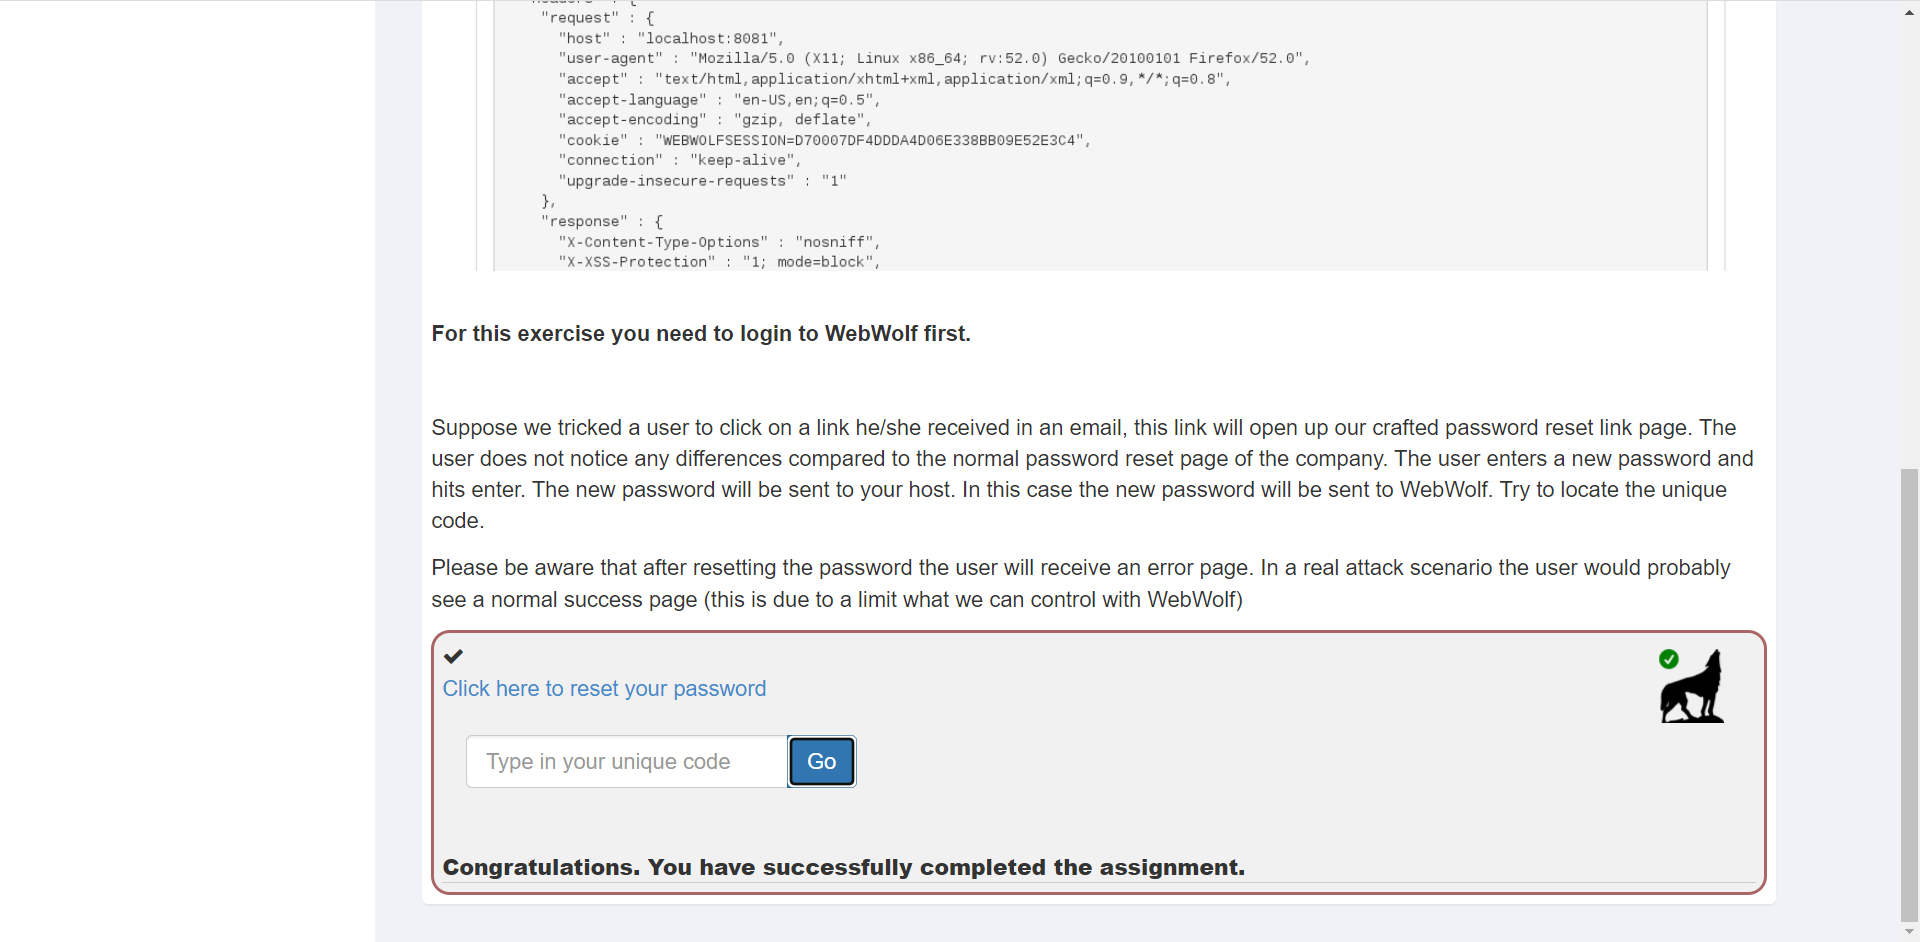 "request" : {
"host" : "localhost:8081",
"user-agent" : "Mozilla/5.0 (X11; Linux x86_64; rv:52.0) Gecko/20100101 Firefox/52.0",
"accept" : "text/html,application/xhtml+xml,application/xml;q=0.9,*/*;q=0.8",
"accept-language" : "en-US,en;q=0.5",
"accept-encoding" : "gzip, deflate",
"cookie" : "WEBWOLFSESSION=D70007DF4DDDA4D06E338BB09E52E3C4",
"connection" : "keep-alive",
"upgrade-insecure-requests" : "1"
},
"response" : {
"X-Content-Type-Options" : "nosniff",
"X-XSS-Protection" : "1; mode=block",
For this exercise you need to login to WebWolf first.
Suppose we tricked a user to click on a link he/she received in an email, this link will open up our crafted password reset link page. The
user does not notice any differences compared to the normal password reset page of the company. The user enters a new password and
hits enter. The new password will be sent to your host. In this case the new password will be sent to WebWolf. Try to locate the unique
code.
Please be aware that after resetting the password the user will receive an error page. In a real attack scenario the user would probably
see a normal success page (this is due to a limit what we can control with WebWolf)
Click here to reset your password
Type in your unique code
Go
Congratulations. You have successfully completed the assignment.